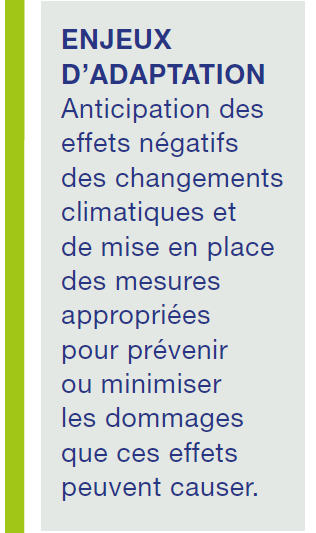 ENJEUX
D’ADAPTATION
Anticipation des
effets négatifs
des changements
climatiques et
de mise en place
des mesures
appropriées
pour prévenir
ou minimiser
les dommages
que ces effets
peuvent causer.